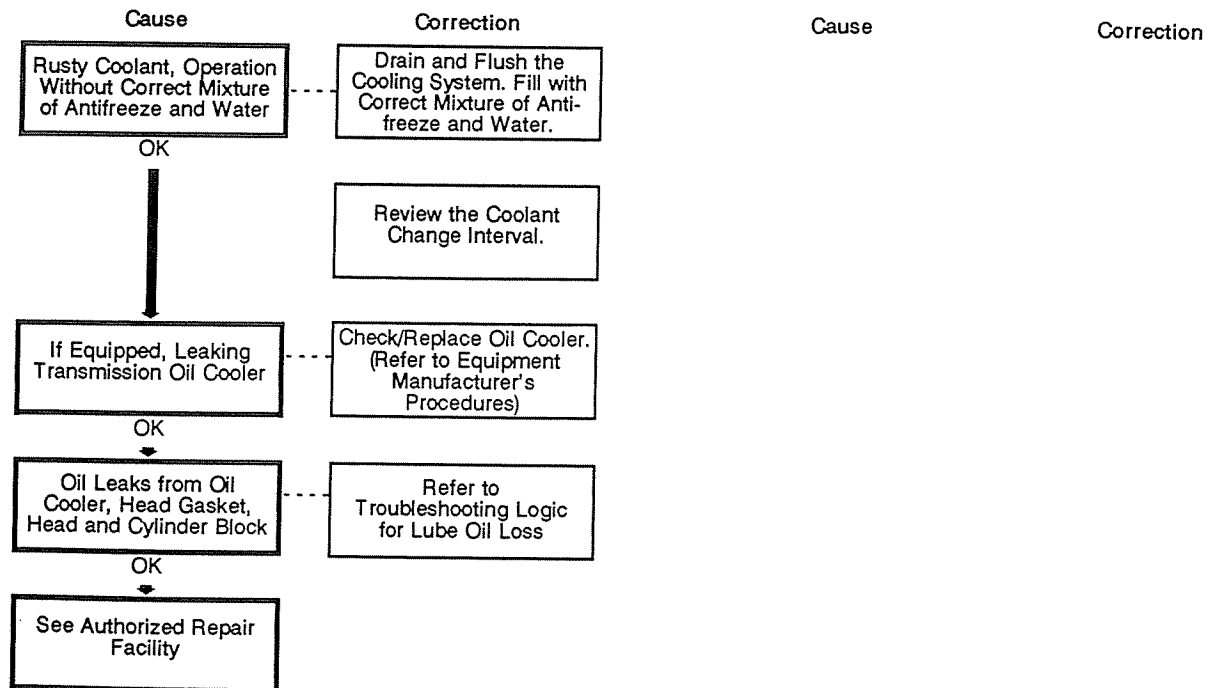 Cause
Correction
Cause
Correction
Rusty Coolant, Operation
Without Correct Mixture
of Antifreeze and Water
Drain and Flush the
Cooling System. Fill with
Correct Mixture of Anti-
freeze and Water.
OK
Review the Coolant
Change Interval.
If Equipped, Leaking
Transmission Oil Cooler
Check/Replace Oil Cooler.
(Refer to Equipment
Manufacturer's
Procedures)
OK
Oil Leaks from Oil
Cooler, Head Gasket,
Head and Cylinder Block
Refer to
Troubleshooting Logic
for Lube Oil Loss
OK
See Authorized Repair
Facility